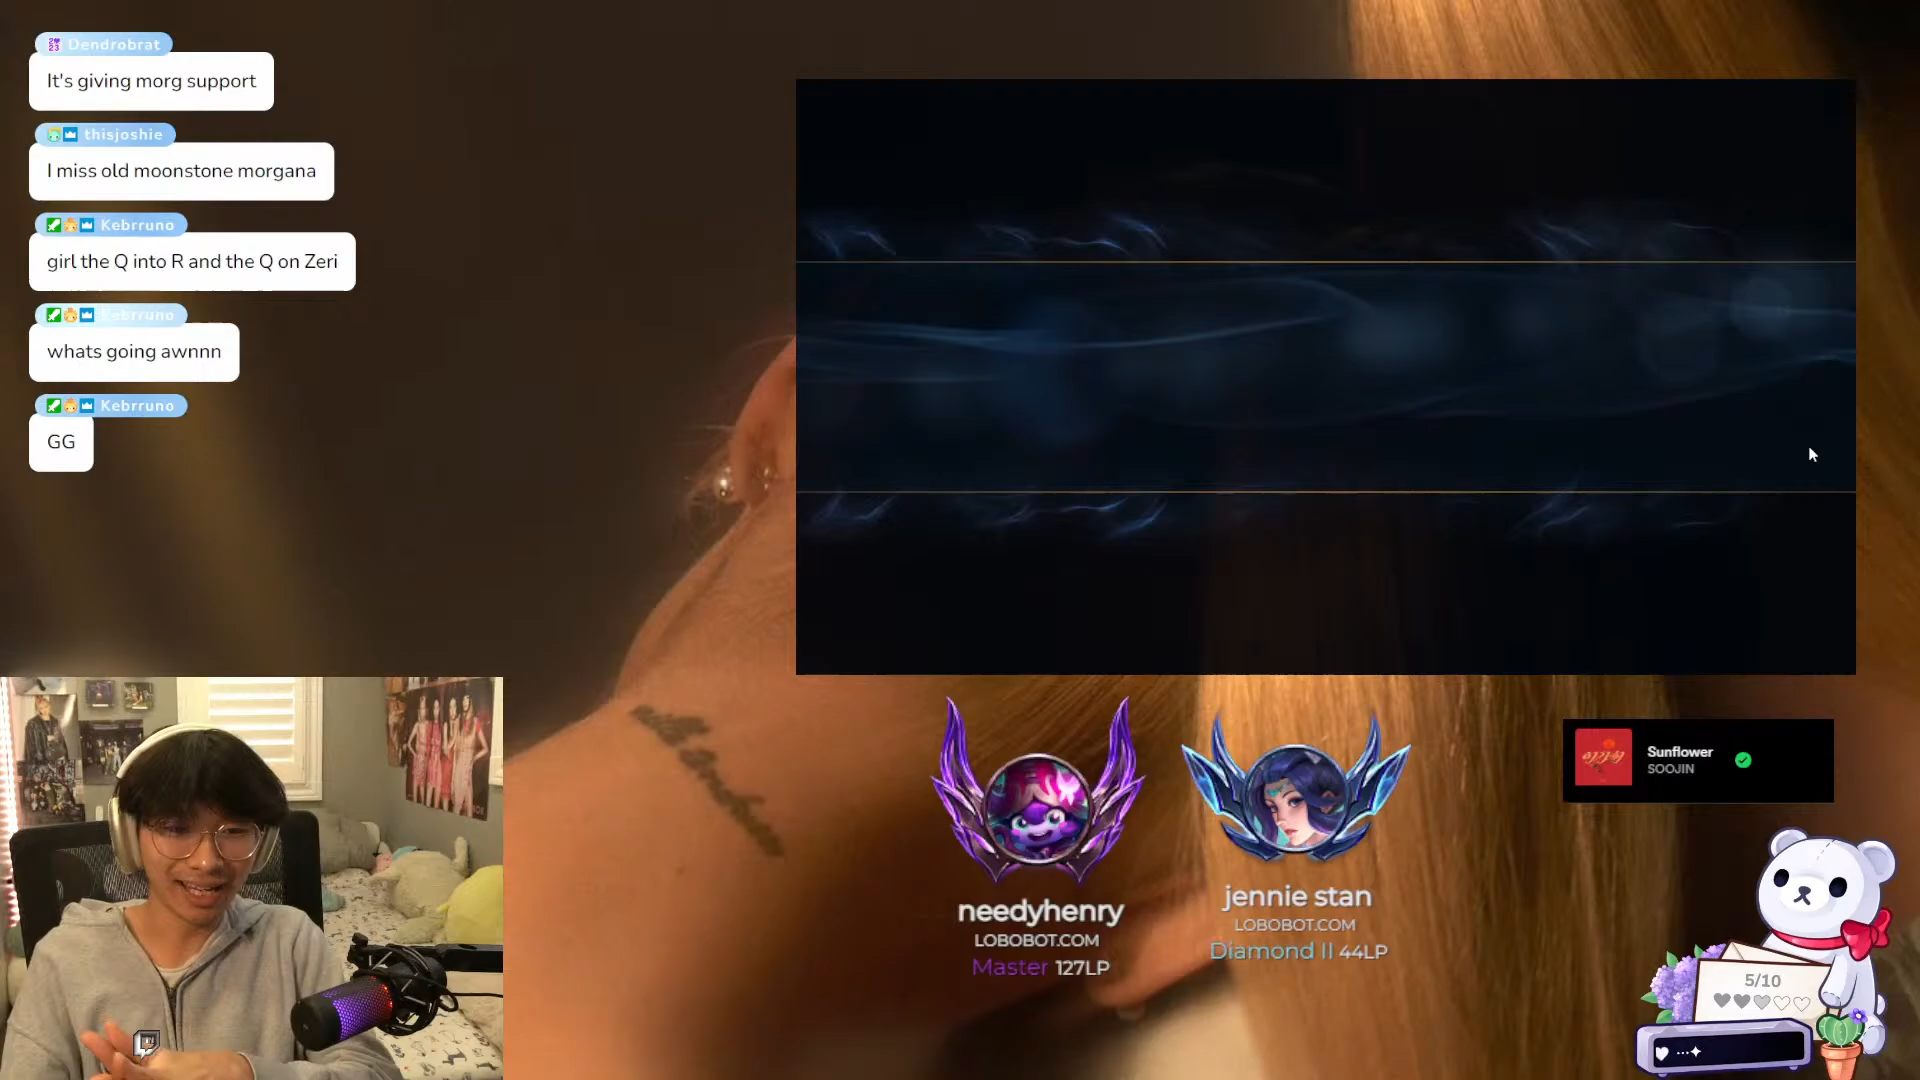 Dendrobrat
It's giving morg support
thisjoshie
I miss old moonstone morgana
Kebrruno
girl the Q into R and the Q on Zeri
Kebrruno
whats going awnnn
Kebrruno
GG
needyhenry
LOBOBOT.COM
Master 127LP
jennie stan
LOBOBOT.COM
Diamond II 44LP
Sunflower
SOOJIN
5/10